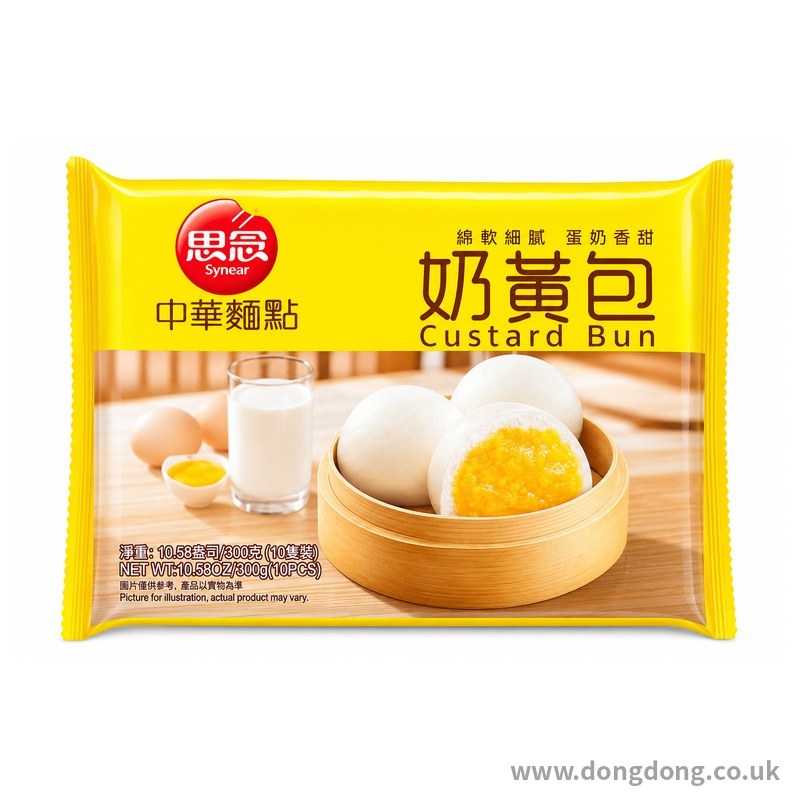 思念
Synear
中華麵點
綿軟細膩 蛋奶香甜
奶黃包
Custard Bun
淨重: 10.58盎司/300克 (10隻裝)
NET WT:10.58OZ/300g(10PCS)
圖片僅供參考, 產品以實物為準
Picture for illustration, actual product may vary.
www.dongdong.co.uk